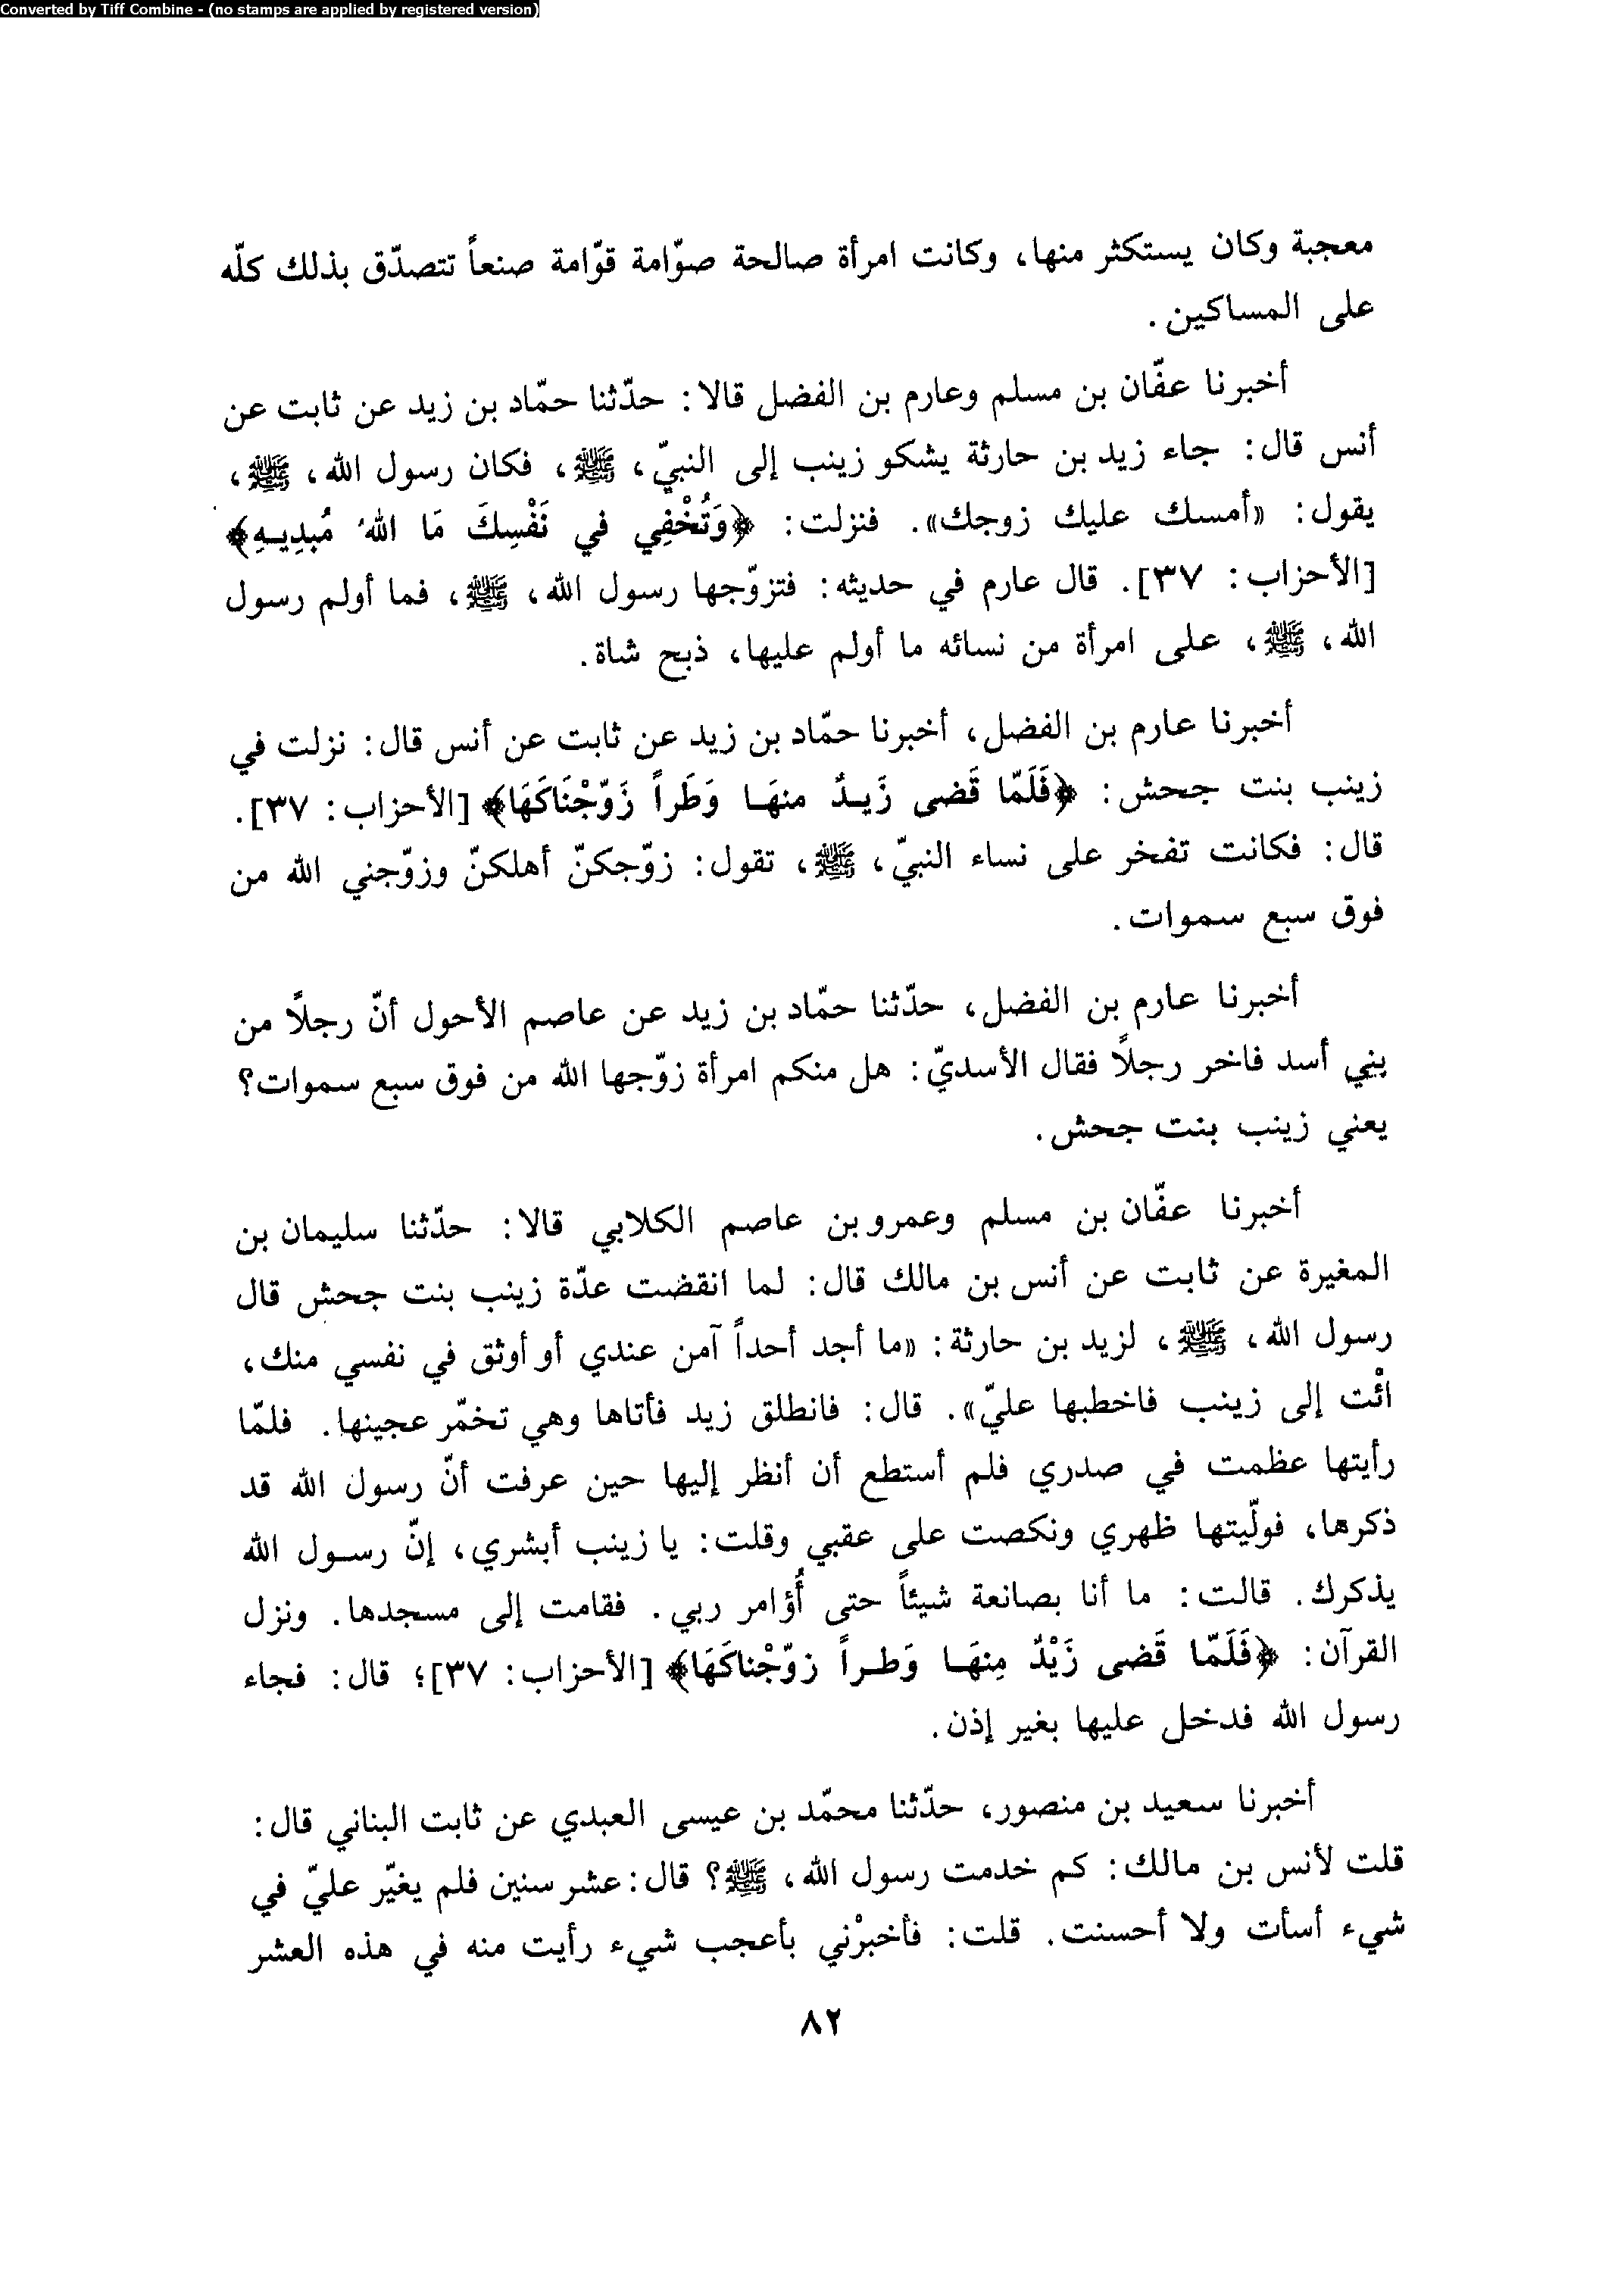 Converted by Tiff Combine - (no stamps are applied by registered version)
معجبة وكان يستكثر منها، وكانت امرأة صالحة صوّامة قوّامة صنعاً تتصدّق بذلك كلّه
على المساكين.
أخبرنا عفّان بن مسلم وعارم بن الفضل قالا: حدّثنا حمّاد بن زيد عن ثابت عن
أنس قال: جاء زيد بن حارثة يشكو زينب إلى النبيّ، ﷺ، فكان رسول الله، ﷺ،
يقول: «أمسك عليك زوجك». فنزلت: ﴿وَتُخْفِي في نَفْسِكَ مَا اللهُ مُبدِيـهِ﴾
[الأحزاب: ٣٧]. قال عارم في حديثه: فتزوّجها رسول الله، ﷺ، فما أولم رسول
الله، ﷺ، على امرأة من نسائه ما أولم عليها، ذبح شاة.
أخبرنا عارم بن الفضل، أخبرنا حمّاد بن زيد عن ثابت عن أنس قال: نزلت في
زينب بنت جحش: ﴿فَلَمّا قَضى زَيـدٌ منهَـا وَطَراً زَوّجْنَاكَهَا﴾ [الأحزاب: ٣٧].
قال: فكانت تفخر على نساء النبيّ، ﷺ، تقول: زوّجكنّ أهلكنّ وزوّجني الله من
فوق سبع سموات.
أخبرنا عارم بن الفضل، حدّثنا حمّاد بن زيد عن عاصم الأحول أنّ رجلاً من
بني أسد فاخر رجلاً فقال الأسديّ: هل منكم امرأة زوّجها الله من فوق سبع سموات؟
يعني زينب بنت جحش.
أخبرنا عفّان بن مسلم وعمرو بن عاصم الكلابي قالا: حدّثنا سليمان بن
المغيرة عن ثابت عن أنس بن مالك قال: لما انقضت عدّة زينب بنت جحش قال
رسول الله، ﷺ، لزيد بن حارثة: «ما أجد أحداً آمن عندي أو أوثق في نفسي منك،
ائْت إلى زينب فاخطبها عليّ». قال: فانطلق زيد فأتاها وهي تخمّر عجينها. فلمّا
رأيتها عظمت في صدري فلم أستطع أن أنظر إليها حين عرفت أنّ رسول الله قد
ذكرها، فولّيتها ظهري ونكصت على عقبي وقلت: يا زينب أبشري، إنّ رسـول الله
يذكرك. قالت: ما أنا بصانعة شيئاً حتى أُؤامر ربي. فقامت إلى مسجدها. ونزل
القرآن: ﴿فَلَمّا قَضى زَيْدٌ مِنهَـا وَطـراً زوّجْناكَهَا﴾ [الأحزاب: ٣٧]؛ قال: فجاء
رسول الله فدخل عليها بغير إذن.
أخبرنا سعيد بن منصور، حدّثنا محمّد بن عيسى العبدي عن ثابت البناني قال:
قلت لأنس بن مالك: كم خدمت رسول الله، ﷺ؟ قال: عشر سنين فلم يغيّر عليّ في
شيء أسأت ولا أحسنت. قلت: فأخبرْني بأعجب شيء رأيت منه في هذه العشر
٨٢